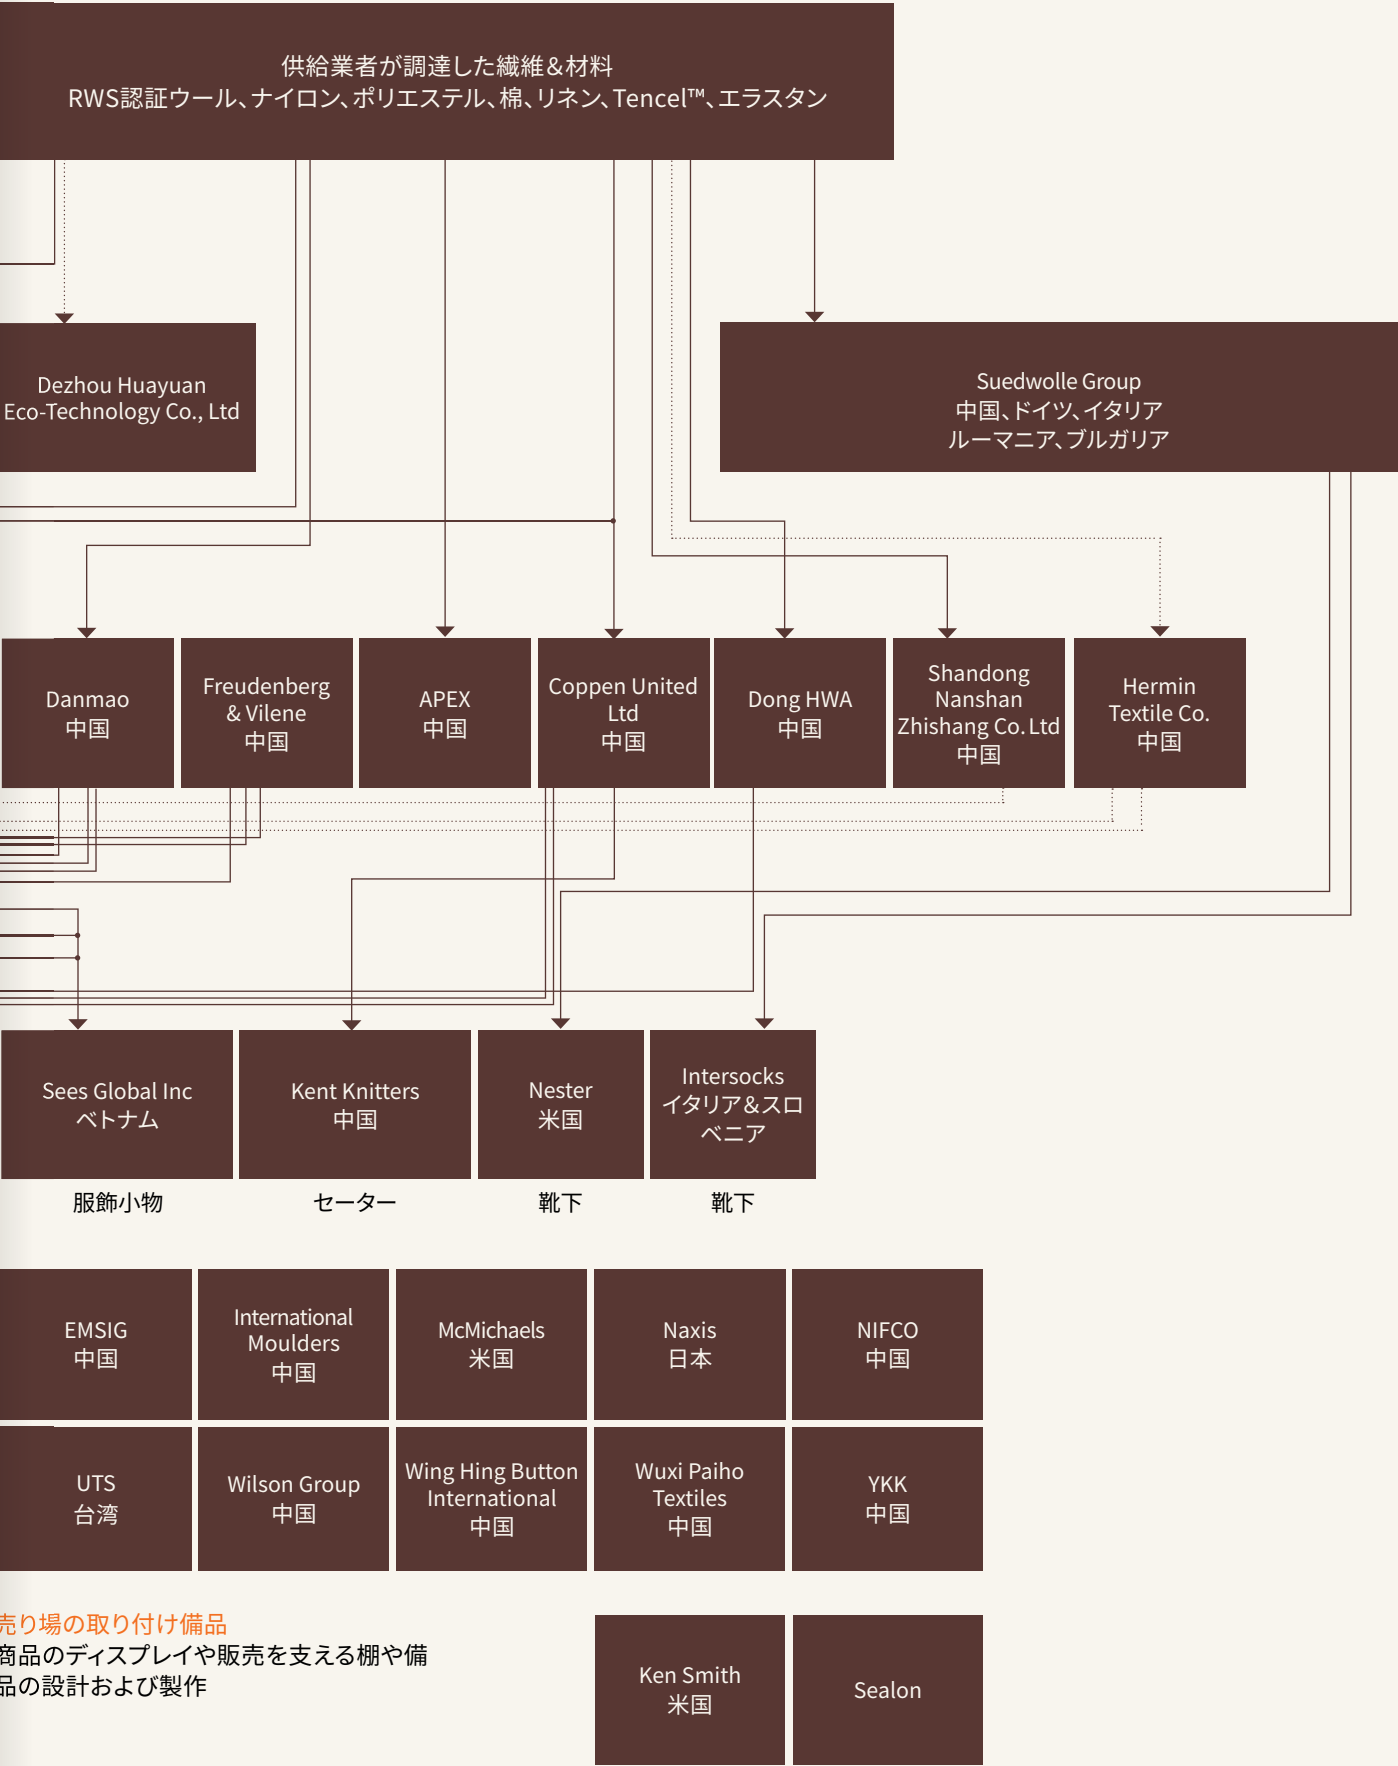 供給業者が調達した繊維＆材料
RWS認証ウール、ナイロン、ポリエステル、棉、リネン、Tencel™、エラスタン
Dezhou Huayuan
Eco-Technology Co., Ltd
Suedwolle Group
中国、ドイツ、イタリア
ルーマニア、ブルガリア
Danmao
中国
Freudenberg
& Vilene
中国
APEX
中国
Coppen United
Ltd
中国
Dong HWA
中国
Shandong
Nanshan
Zhishang Co. Ltd
中国
Hermin
Textile Co.
中国
Sees Global Inc
ベトナム
Kent Knitters
中国
Nester
米国
Intersocks
イタリア＆スロ
ベニア
服飾小物
セーター
靴下
靴下
EMSIG
中国
International
Moulders
中国
McMichaels
米国
Naxis
日本
NIFCO
中国
UTS
台湾
Wilson Group
中国
Wing Hing Button
International
中国
Wuxi Paiho
Textiles
中国
YKK
中国
売り場の取り付け備品
商品のディスプレイや販売を支える棚や備
品の設計および製作
Ken Smith
米国
Sealon